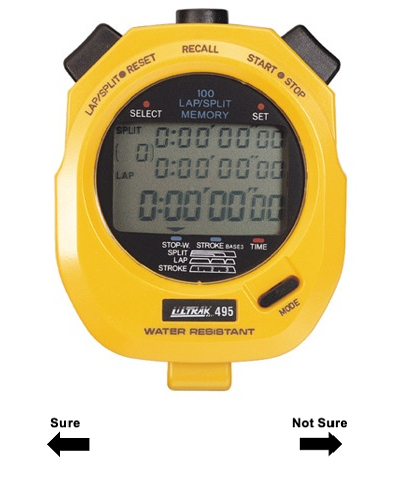 RECALL
LAP/SPLIT●RESET
START●STOP
100
LAP/SPLIT
MEMORY
SELECT
SET
SPLIT
0:00'00"00
( 0)
0:00'00"00
LAP
0:00'00"00
STOP-W. STROKE BASE3 TIME
SPLIT
LAP
STROKE
MODE
ULTRAK 495
WATER RESISTANT
Sure
Not Sure